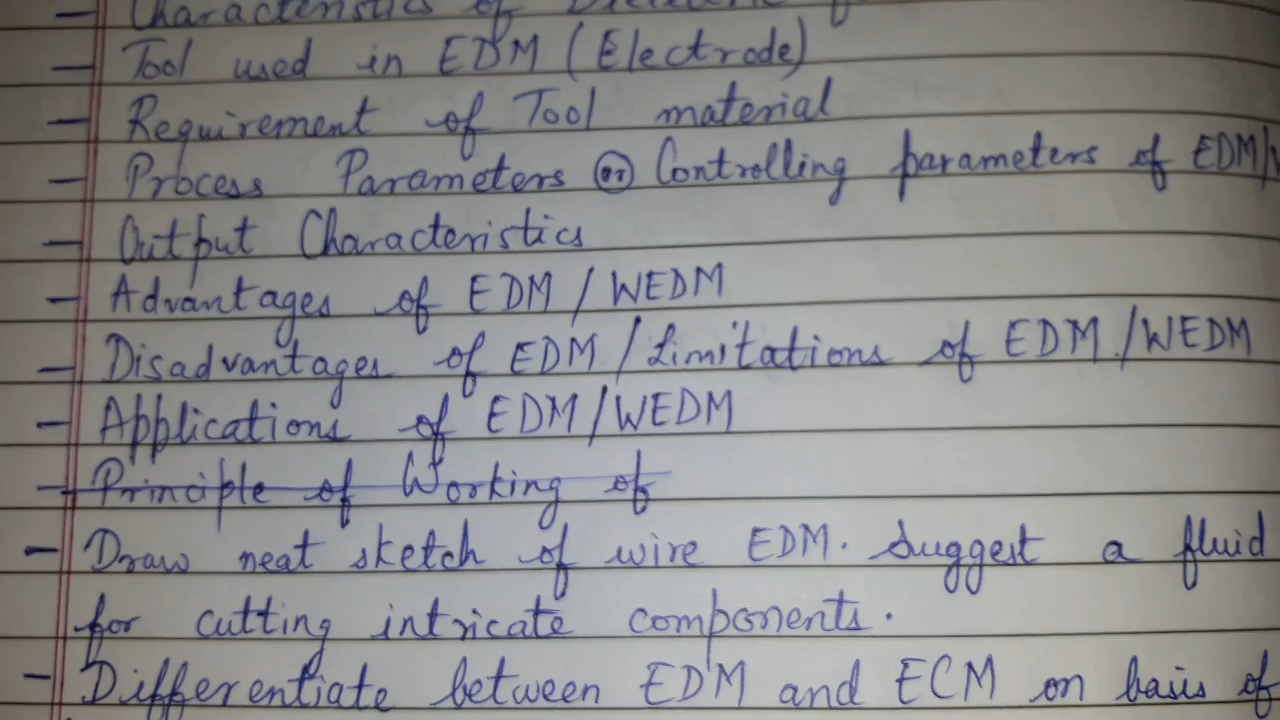 - Characteristics of Dielectric
- Tool used in EDM (Electrode)
- Requirement of Tool material
- Process Parameters or Controlling parameters of EDM/
- Output Characteristics
- Advantages of EDM/WEDM
- Disadvantages of EDM/Limitations of EDM/WEDM
- Applications of EDM/WEDM
- Principle of Working of
- Draw neat sketch of wire EDM. Suggest a fluid
for cutting intricate components.
- Differentiate between EDM and ECM on basis of